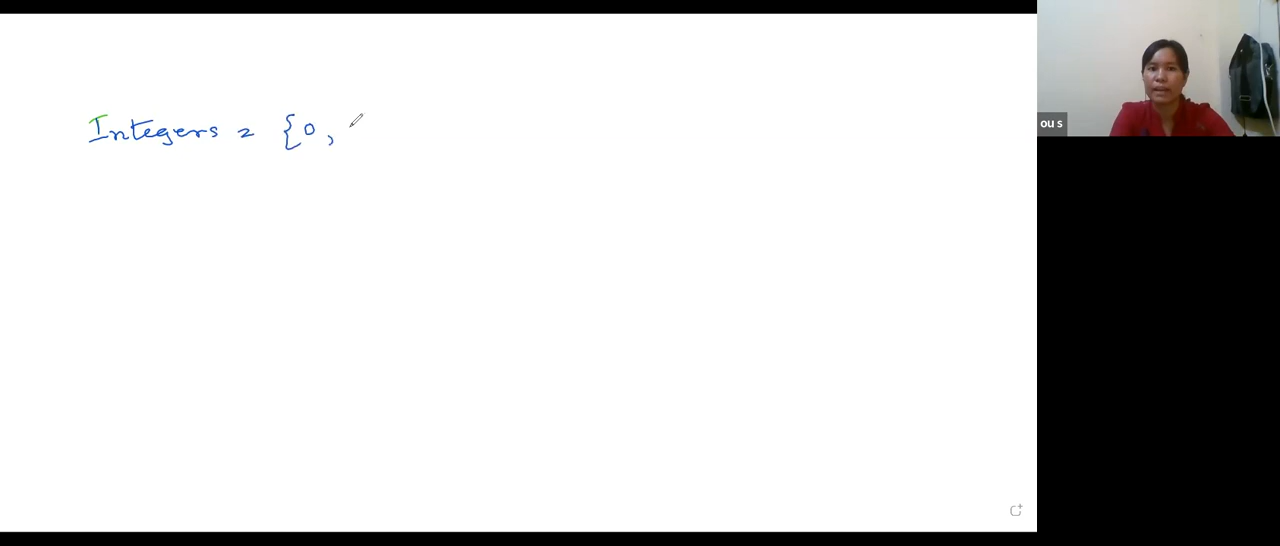 Integers = {0,
ou s